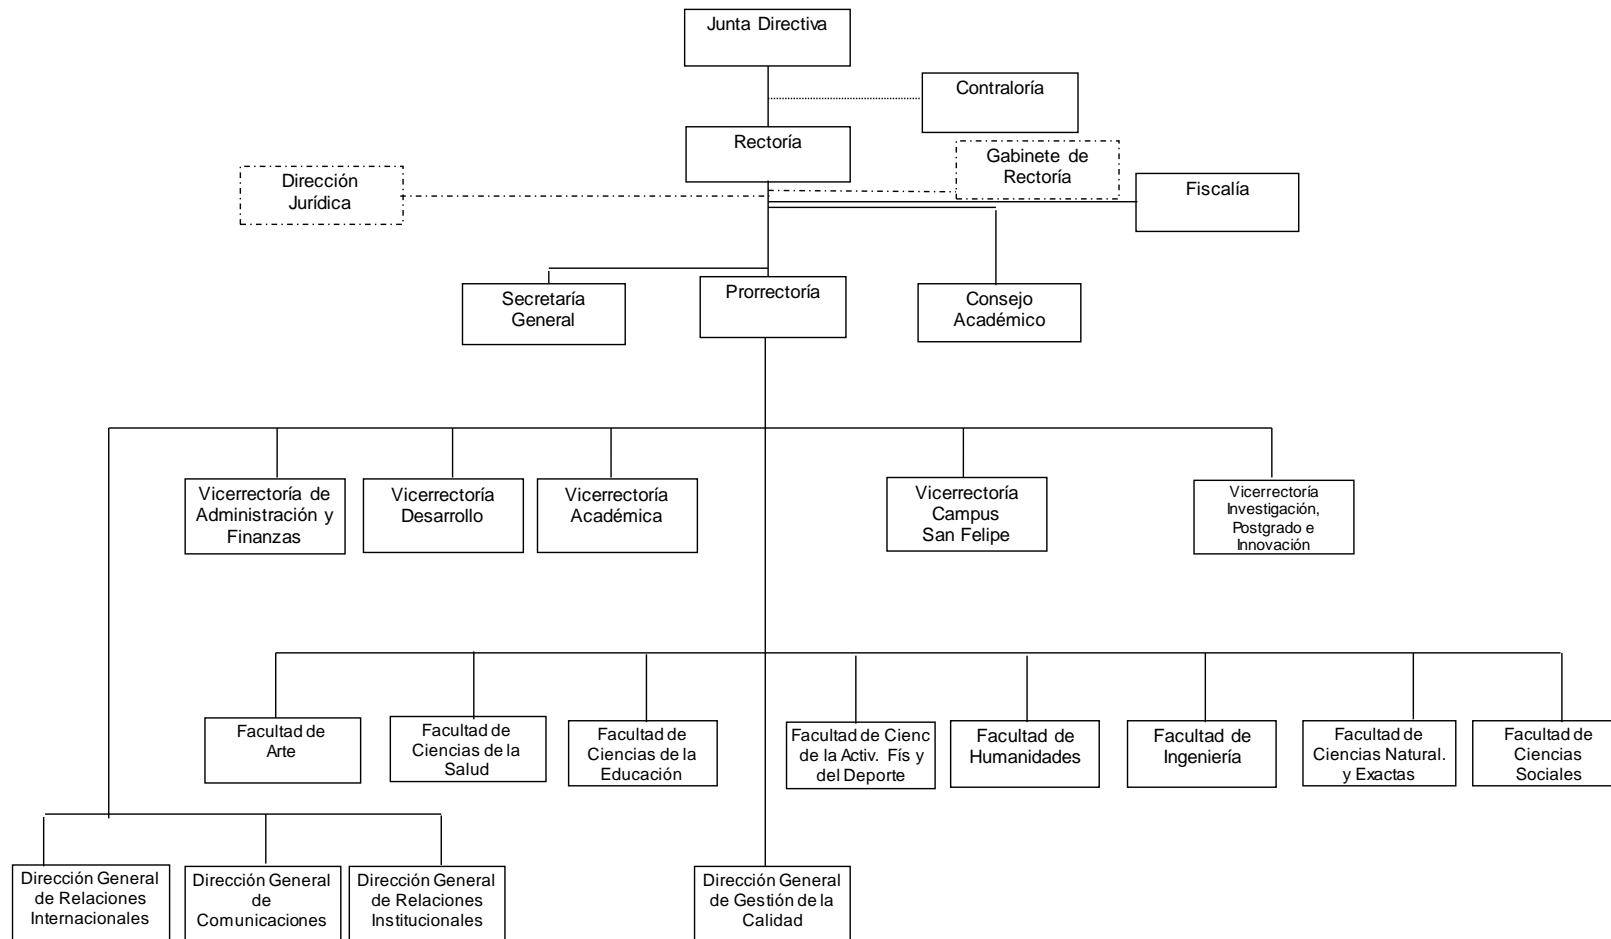 Junta Directiva
Contraloría
Rectoría
Gabinete de
Rectoría
Dirección
Jurídica
Fiscalía
Secretaría
General
Prorrectoría
Consejo
Académico
Vicerrectoría de
Administración y
Finanzas
Vicerrectoría
Desarrollo
Vicerrectoría
Académica
Vicerrectoría
Campus
San Felipe
Vicerrectoría
Investigación,
Postgrado e
Innovación
Facultad de
Arte
Facultad de
Ciencias de la
Salud
Facultad de
Ciencias de la
Educación
Facultad de Cienc
de la Activ. Fís y
del Deporte
Facultad de
Humanidades
Facultad de
Ingeniería
Facultad de
Ciencias Natural.
y Exactas
Facultad de
Ciencias
Sociales
Dirección General
de Relaciones
Internacionales
Dirección General
de
Comunicaciones
Dirección General
de Relaciones
Institucionales
Dirección General
de Gestión de la
Calidad